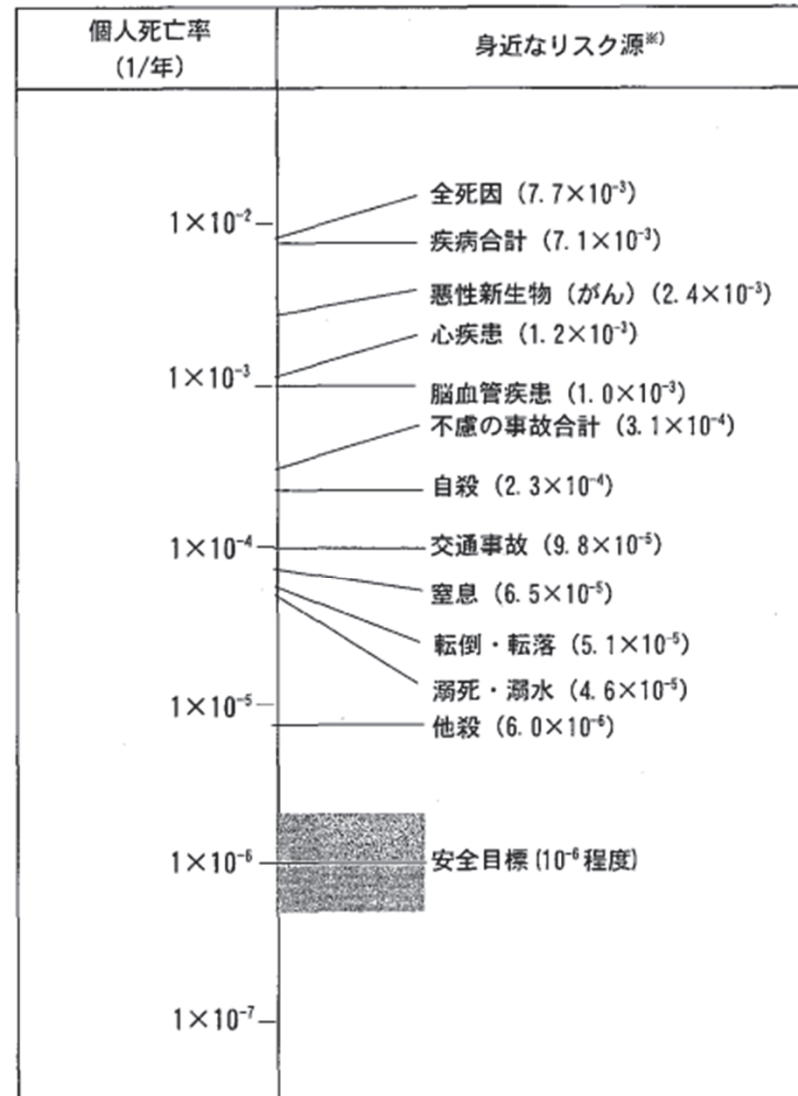 個人死亡率
(1/年)
身近なリスク源※)
全死因 (7.7×10⁻³)
1×10⁻²
疾病合計 (7.1×10⁻³)
悪性新生物 (がん) (2.4×10⁻³)
心疾患 (1.2×10⁻³)
1×10⁻³
脳血管疾患 (1.0×10⁻³)
不慮の事故合計 (3.1×10⁻⁴)
自殺 (2.3×10⁻⁴)
1×10⁻⁴
交通事故 (9.8×10⁻⁵)
窒息 (6.5×10⁻⁵)
転倒・転落 (5.1×10⁻⁵)
溺死・溺水 (4.6×10⁻⁵)
1×10⁻⁵
他殺 (6.0×10⁻⁶)
1×10⁻⁶
安全目標 (10⁻⁶程度)
1×10⁻⁷